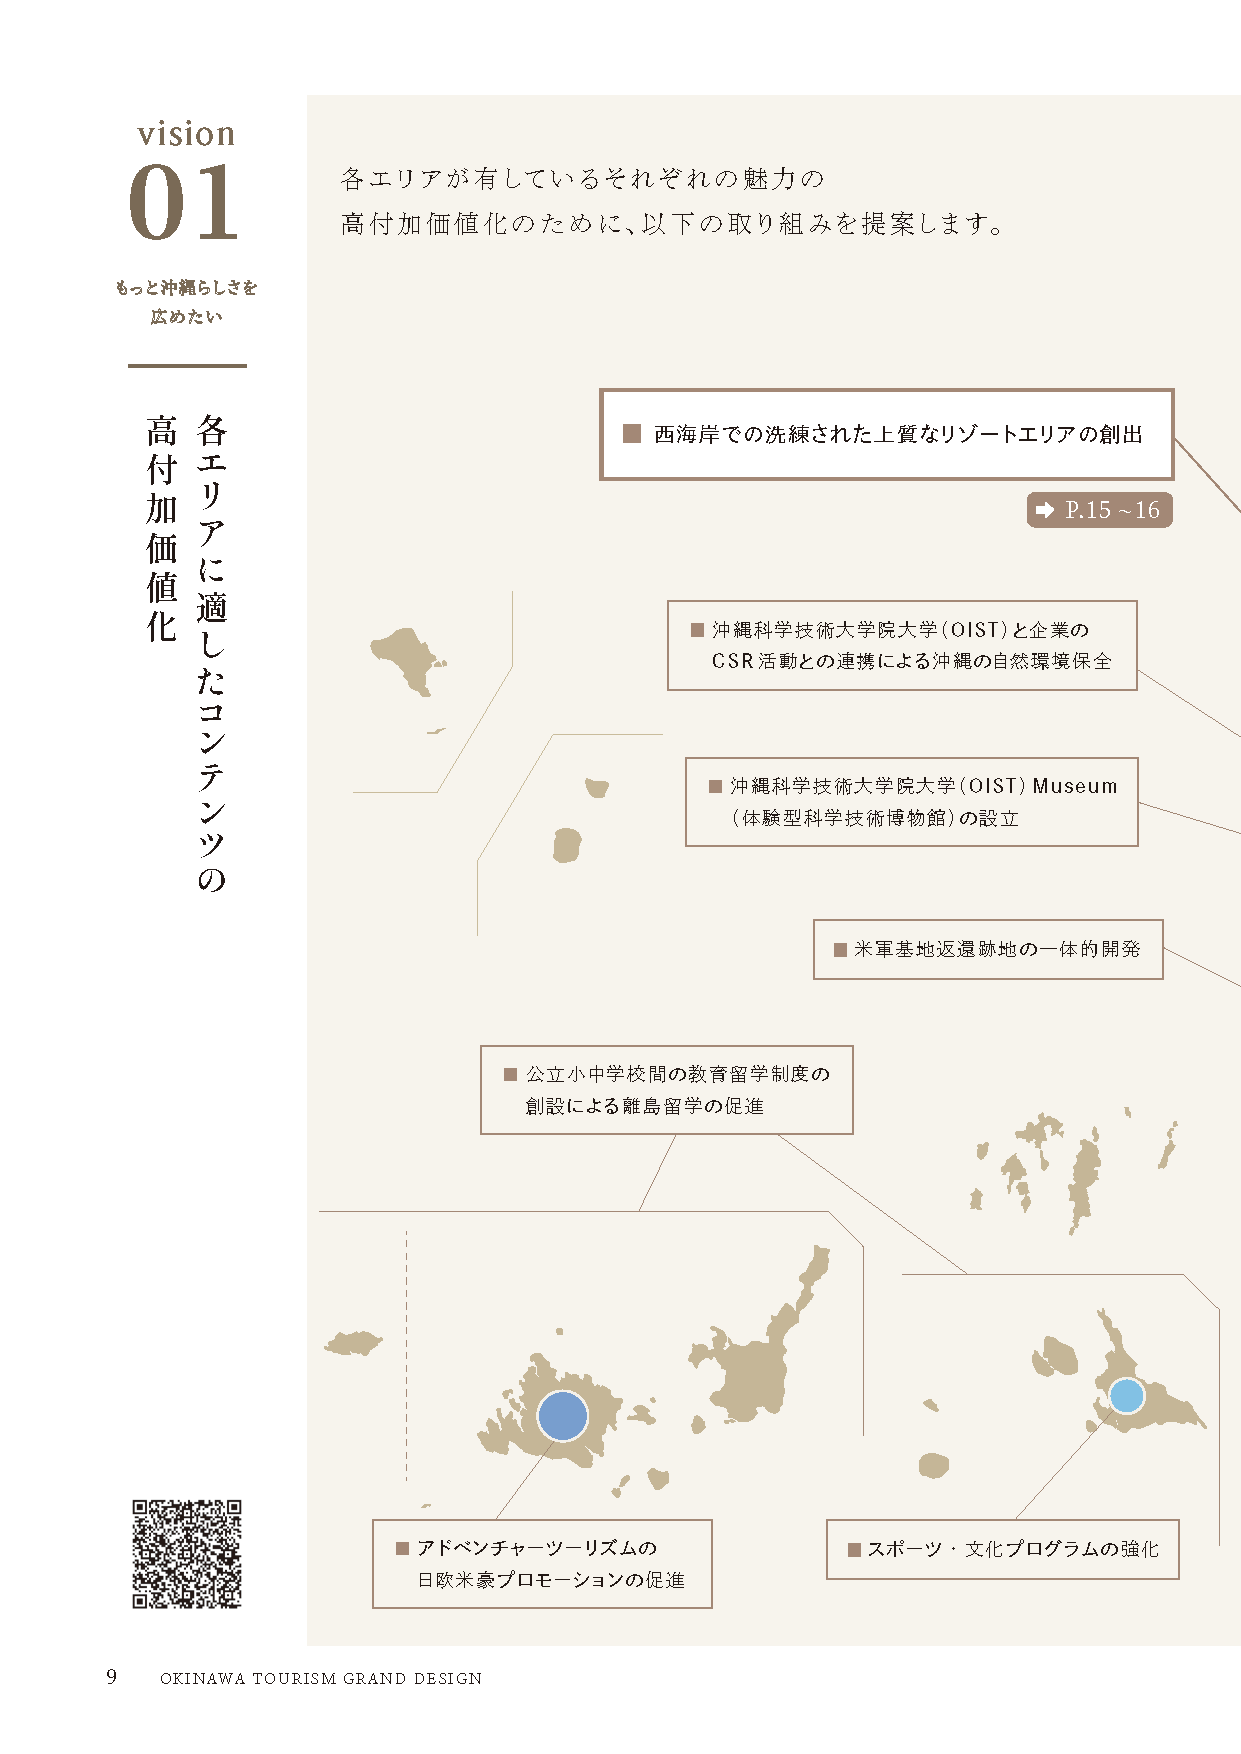 vision
01
もっと沖縄らしさを
広めたい
各エリアに適したコンテンツの
高付加価値化
各エリアが有しているそれぞれの魅力の
高付加価値化のために、以下の取り組みを提案します。
■ 西海岸での洗練された上質なリゾートエリアの創出
P.15 ~16
■ 沖縄科学技術大学院大学（OIST）と企業の
CSR活動との連携による沖縄の自然環境保全
■ 沖縄科学技術大学院大学（OIST）Museum
（体験型科学技術博物館）の設立
■ 米軍基地返還跡地の一体的開発
■ 公立小中学校間の教育留学制度の
創設による離島留学の促進
■ アドベンチャーツーリズムの
日欧米豪プロモーションの促進
■ スポーツ・文化プログラムの強化
9 OKINAWA TOURISM GRAND DESIGN